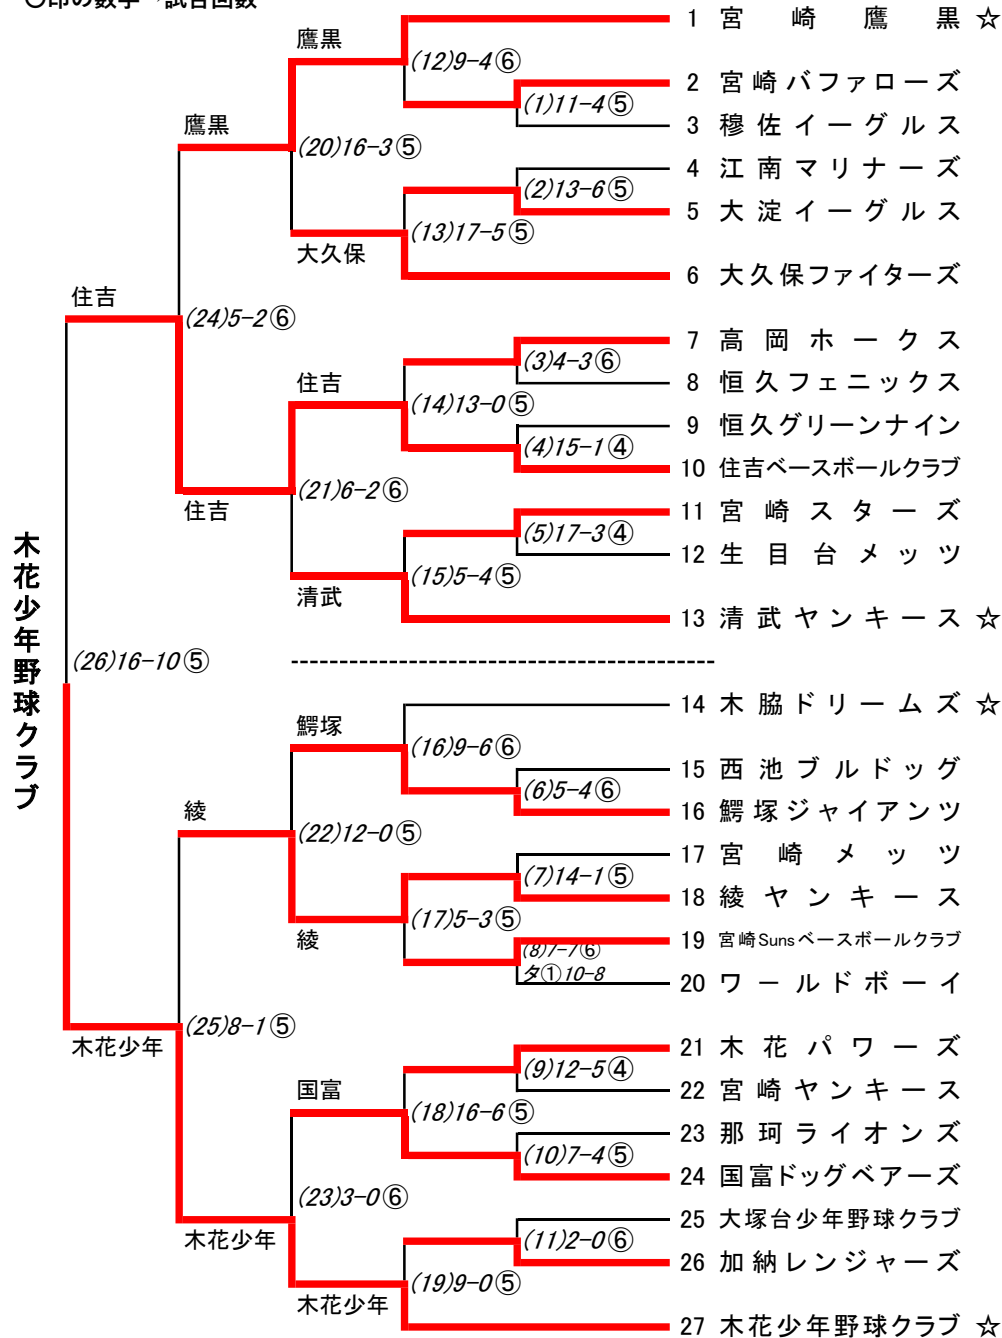 ○印の数字→試合回数
1 宮崎鷹黒 ☆
鷹黒
(12)9-4⑥
2 宮崎バファローズ
(1)11-4⑤
3 穆佐イーグルス
鷹黒
(20)16-3⑤
4 江南マリナーズ
(2)13-6⑤
5 大淀イーグルス
(13)17-5⑤
大久保
6 大久保ファイターズ
住吉
(24)5-2⑥
7 高岡ホークス
(3)4-3⑥
8 恒久フェニックス
住吉
(14)13-0⑤
9 恒久グリーンナイン
(4)15-1④
10 住吉ベースボールクラブ
(21)6-2⑥
住吉
11 宮崎スターズ
(5)17-3④
12 生目台メッツ
(15)5-4⑤
清武
13 清武ヤンキース ☆
木花少年野球クラブ
(26)16-10⑤
14 木脇ドリームズ ☆
鰐塚
(16)9-6⑥
15 西池ブルドッグ
(6)5-4⑥
16 鰐塚ジャイアンツ
綾
(22)12-0⑤
17 宮崎メッツ
(7)14-1⑤
18 綾ヤンキース
(17)5-3⑤
綾
19 宮崎Sunsベースボールクラブ
(8)7-7⑥
タ①10-8
20 ワールドボーイ
(25)8-1⑤
木花少年
21 木花パワーズ
(9)12-5④
22 宮崎ヤンキース
国富
(18)16-6⑤
23 那珂ライオンズ
(10)7-4⑤
24 国富ドッグベアーズ
(23)3-0⑥
木花少年
25 大塚台少年野球クラブ
(11)2-0⑥
26 加納レンジャーズ
(19)9-0⑤
木花少年
27 木花少年野球クラブ ☆